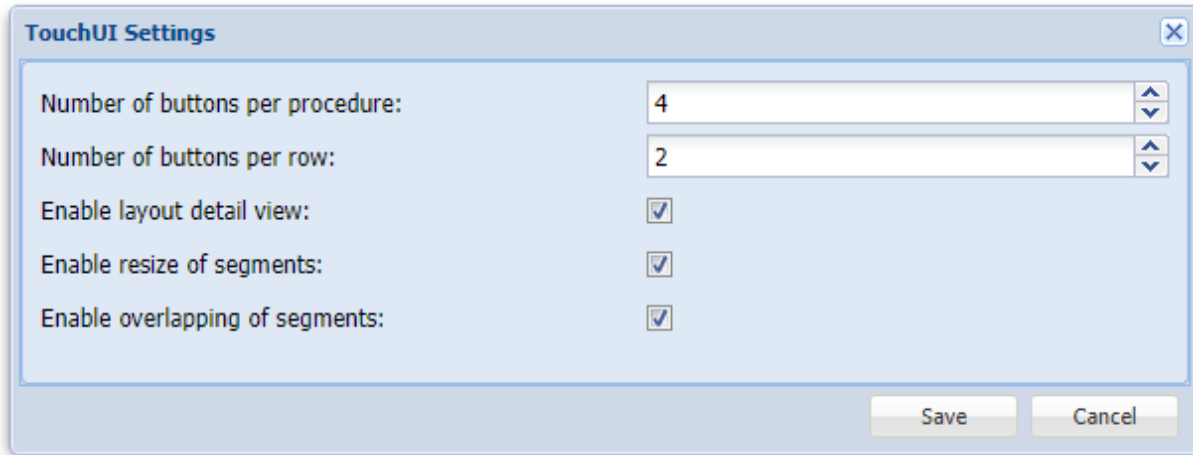 TouchUI Settings
Number of buttons per procedure: 4
Number of buttons per row: 2
Enable layout detail view:
Enable resize of segments:
Enable overlapping of segments:
Save Cancel